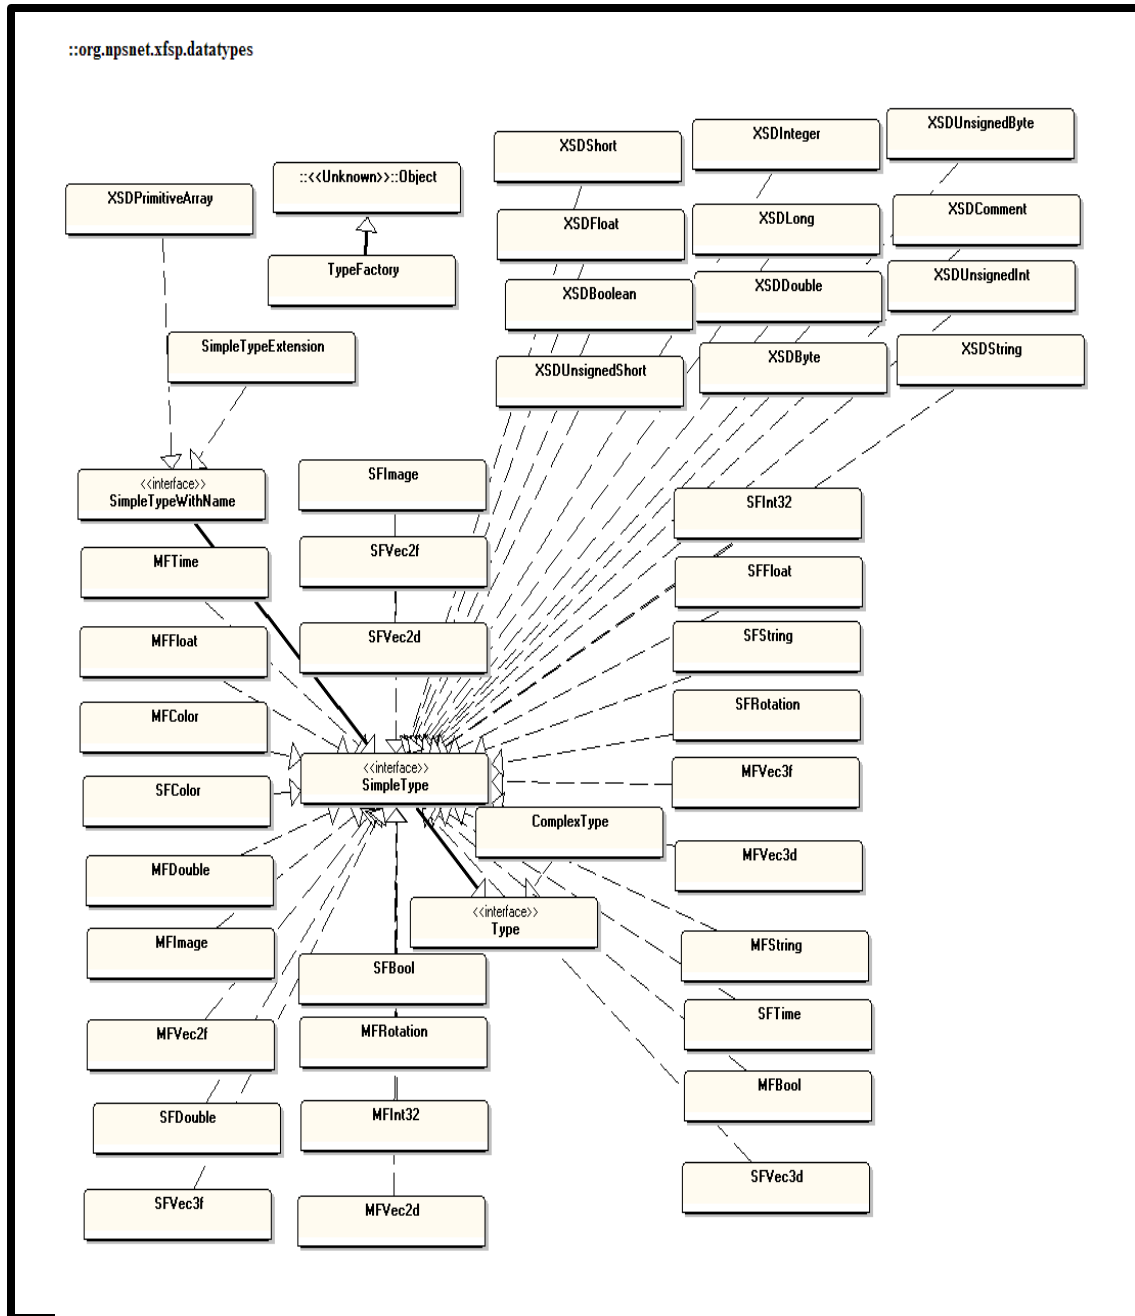 ::org.npsnet.xfsp.datatypes
XSDUnsignedByte
XSDInteger
XSDShort
::<<Unknown>>::Object
XSDPrimitiveArray
XSDComment
XSDLong
XSDFloat
TypeFactory
XSDUnsignedInt
XSDDouble
XSDBoolean
SimpleTypeExtension
XSDString
XSDByte
XSDUnsignedShort
<<interface>>
SimpleTypeWithName
SFImage
SFInt32
MFTime
SFVec2f
SFFloat
MFFloat
SFVec2d
SFString
MFColor
SFRotation
<<interface>>
SimpleType
SFColor
MFVec3f
ComplexType
MFDouble
MFVec3d
<<interface>>
Type
MFImage
MFString
SFBool
SFTime
MFVec2f
MFRotation
MFBool
SFDouble
MFInt32
SFVec3d
SFVec3f
MFVec2d